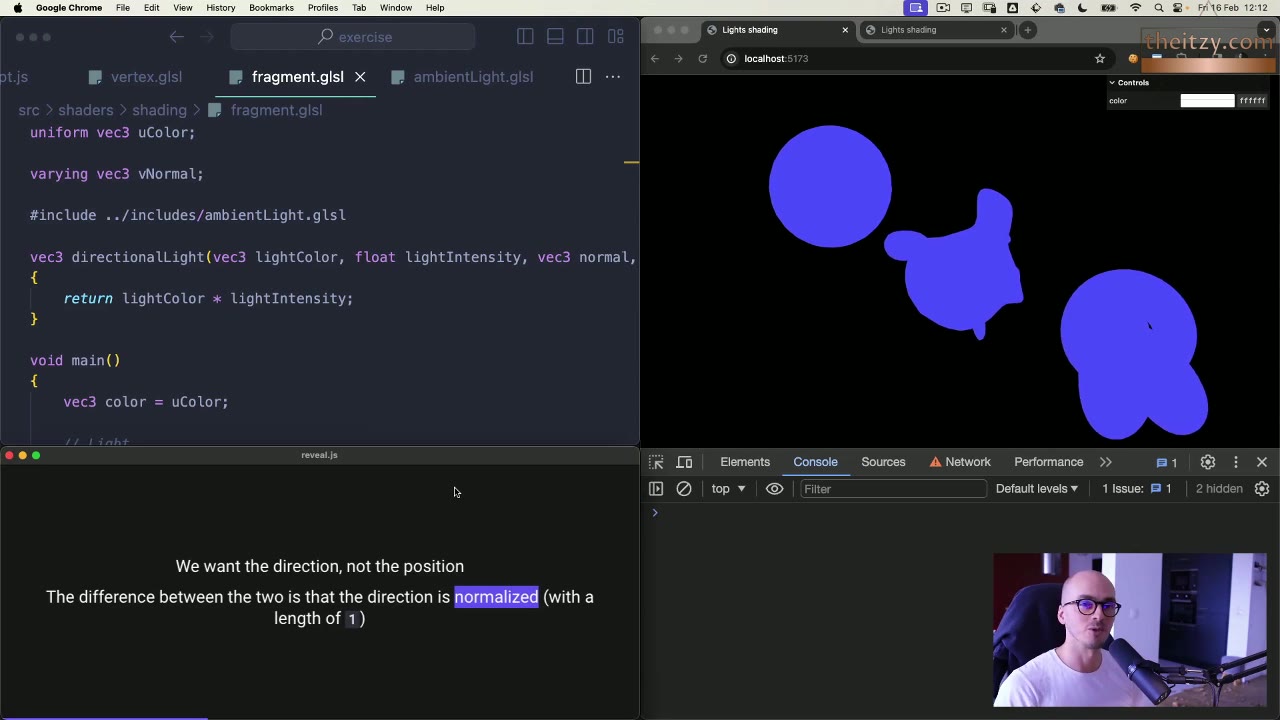 Google Chrome File Edit View History Bookmarks Profiles Tab Window Help
Fri 16 Feb 12:12
exercise
pt.js vertex.glsl fragment.glsl ambientLight.glsl
src > shaders > shading > fragment.glsl
uniform vec3 uColor;
varying vec3 vNormal;
#include ../includes/ambientLight.glsl
vec3 directionalLight(vec3 lightColor, float lightIntensity, vec3 normal,
{
return lightColor * lightIntensity;
}
void main()
{
vec3 color = uColor;
// Light
reveal.js
We want the direction, not the position
The difference between the two is that the direction is normalized (with a
length of 1)
Lights shading Lights shading
theitzy.com
localhost:5173
Controls
color ffffff
Elements Console Sources Network Performance 1
top Filter Default levels 1 Issue: 1 2 hidden